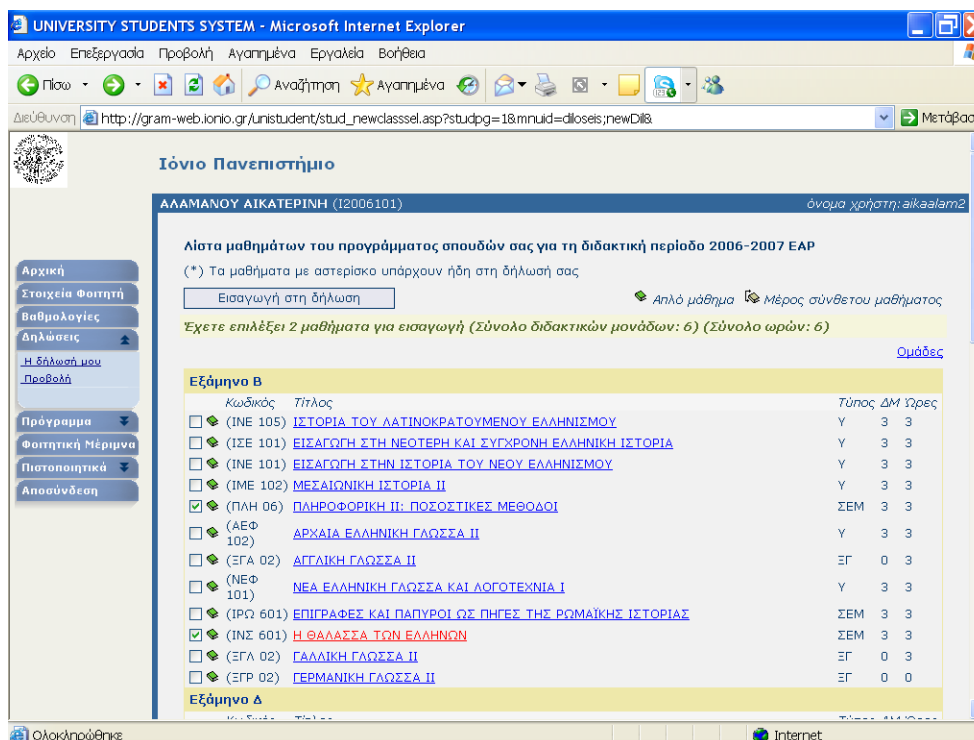 UNIVERSITY STUDENTS SYSTEM - Microsoft Internet Explorer
Αρχείο Επεξεργασία Προβολή Αγαπημένα Εργαλεία Βοήθεια
Πίσω Αναζήτηση Αγαπημένα
Διεύθυνση http://gram-web.ionio.gr/unistudent/stud_newclasssel.asp?studpg=1&mnuid=diloseis;newDil& Μετάβασ
Ιόνιο Πανεπιστήμιο
ΑΛΑΜΑΝΟΥ ΑΙΚΑΤΕΡΙΝΗ (Ι2006101) όνομα χρήστη: aikaalam2
Λίστα μαθημάτων του προγράμματος σπουδών σας για τη διδακτική περίοδο 2006-2007 ΕΑΡ
(*) Τα μαθήματα με αστερίσκο υπάρχουν ήδη στη δήλωσή σας
Εισαγωγή στη δήλωση Απλό μάθημα Μέρος σύνθετου μαθήματος
Έχετε επιλέξει 2 μαθήματα για εισαγωγή (Σύνολο διδακτικών μονάδων: 6) (Σύνολο ωρών: 6)
Ομάδες
Αρχική
Στοιχεία Φοιτητή
Βαθμολογίες
Δηλώσεις
Η δήλωσή μου
Προβολή
Πρόγραμμα
Φοιτητική Μέριμνα
Πιστοποιητικά
Αποσύνδεση
Εξάμηνο Β
Κωδικός Τίτλος Τύπος ΔΜ Ώρες
(ΙΝΕ 105) ΙΣΤΟΡΙΑ ΤΟΥ ΛΑΤΙΝΟΚΡΑΤΟΥΜΕΝΟΥ ΕΛΛΗΝΙΣΜΟΥ Υ 3 3
(ΙΣΕ 101) ΕΙΣΑΓΩΓΗ ΣΤΗ ΝΕΟΤΕΡΗ ΚΑΙ ΣΥΓΧΡΟΝΗ ΕΛΛΗΝΙΚΗ ΙΣΤΟΡΙΑ Υ 3 3
(ΙΝΕ 101) ΕΙΣΑΓΩΓΗ ΣΤΗΝ ΙΣΤΟΡΙΑ ΤΟΥ ΝΕΟΥ ΕΛΛΗΝΙΣΜΟΥ Υ 3 3
(ΙΜΕ 102) ΜΕΣΑΙΩΝΙΚΗ ΙΣΤΟΡΙΑ ΙΙ Υ 3 3
(ΠΛΗ 06) ΠΛΗΡΟΦΟΡΙΚΗ ΙΙ: ΠΟΣΟΣΤΙΚΕΣ ΜΕΘΟΔΟΙ ΣΕΜ 3 3
(ΑΕΦ 102) ΑΡΧΑΙΑ ΕΛΛΗΝΙΚΗ ΓΛΩΣΣΑ ΙΙ Υ 3 3
(ΞΓΑ 02) ΑΓΓΛΙΚΗ ΓΛΩΣΣΑ ΙΙ ΞΓ 0 3
(ΝΕΦ 101) ΝΕΑ ΕΛΛΗΝΙΚΗ ΓΛΩΣΣΑ ΚΑΙ ΛΟΓΟΤΕΧΝΙΑ Ι Υ 3 3
(ΙΡΩ 601) ΕΠΙΓΡΑΦΕΣ ΚΑΙ ΠΑΠΥΡΟΙ ΩΣ ΠΗΓΕΣ ΤΗΣ ΡΩΜΑΪΚΗΣ ΙΣΤΟΡΙΑΣ ΣΕΜ 3 3
(ΙΝΣ 601) Η ΘΑΛΑΣΣΑ ΤΩΝ ΕΛΛΗΝΩΝ ΣΕΜ 3 3
(ΞΓΛ 02) ΓΑΛΛΙΚΗ ΓΛΩΣΣΑ ΙΙ ΞΓ 0 3
(ΞΓΡ 02) ΓΕΡΜΑΝΙΚΗ ΓΛΩΣΣΑ ΙΙ ΞΓ 0 0
Εξάμηνο Δ
Ολοκληρώθηκε Internet